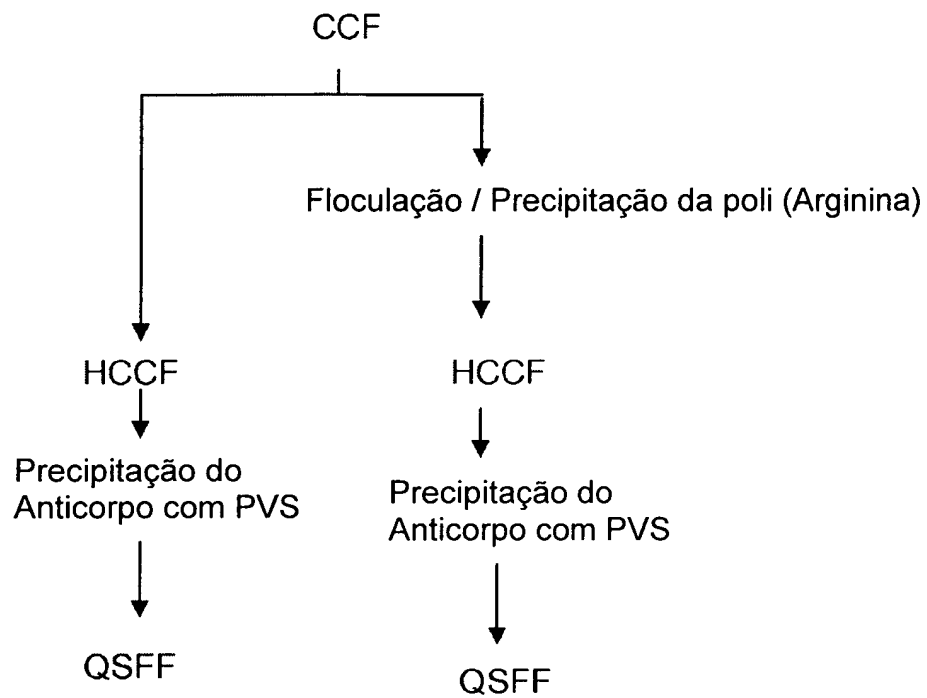 CCF
Floculação / Precipitação da poli (Arginina)
HCCF
HCCF
Precipitação do
Anticorpo com PVS
Precipitação do
Anticorpo com PVS
QSFF
QSFF